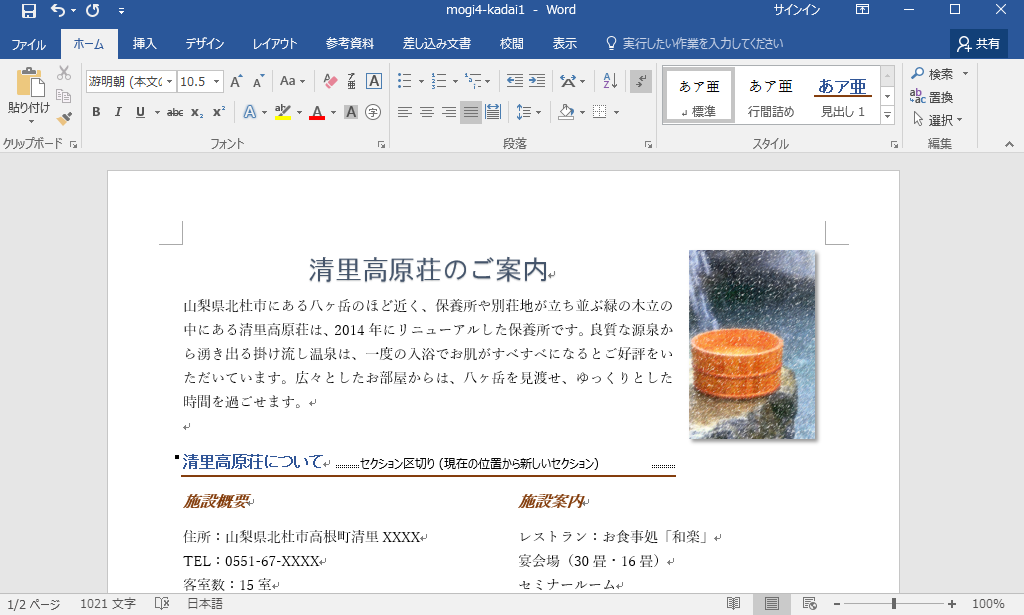 mogi4-kadai1 - Word
サインイン
ファイル ホーム 挿入 デザイン レイアウト 参考資料 差し込み文書 校閲 表示 実行したい作業を入力してください 共有
貼り付け
クリップボード
游明朝 (本文(
10.5
Aa
B I U abc x₂ x²
フォント
段落
あア亜 あア亜 あア亜
標準 行間詰め 見出し 1
スタイル
検索
置換
選択
編集
清里高原荘のご案内
山梨県北杜市にある八ヶ岳のほど近く、保養所や別荘地が立ち並ぶ緑の木立の
中にある清里高原荘は、2014 年にリニューアルした保養所です。良質な源泉か
ら湧き出る掛け流し温泉は、一度の入浴でお肌がすべすべになるとご好評をい
ただいています。広々としたお部屋からは、八ヶ岳を見渡せ、ゆっくりとした
時間を過ごせます。
清里高原荘について
セクション区切り (現在の位置から新しいセクション)
施設概要
住所：山梨県北杜市高根町清里 XXXX
TEL：0551-67-XXXX
客室数：15 室
施設案内
レストラン：お食事処「和楽」
宴会場（30 畳・16 畳）
セミナールーム
1/2 ページ 1021 文字 日本語 100%